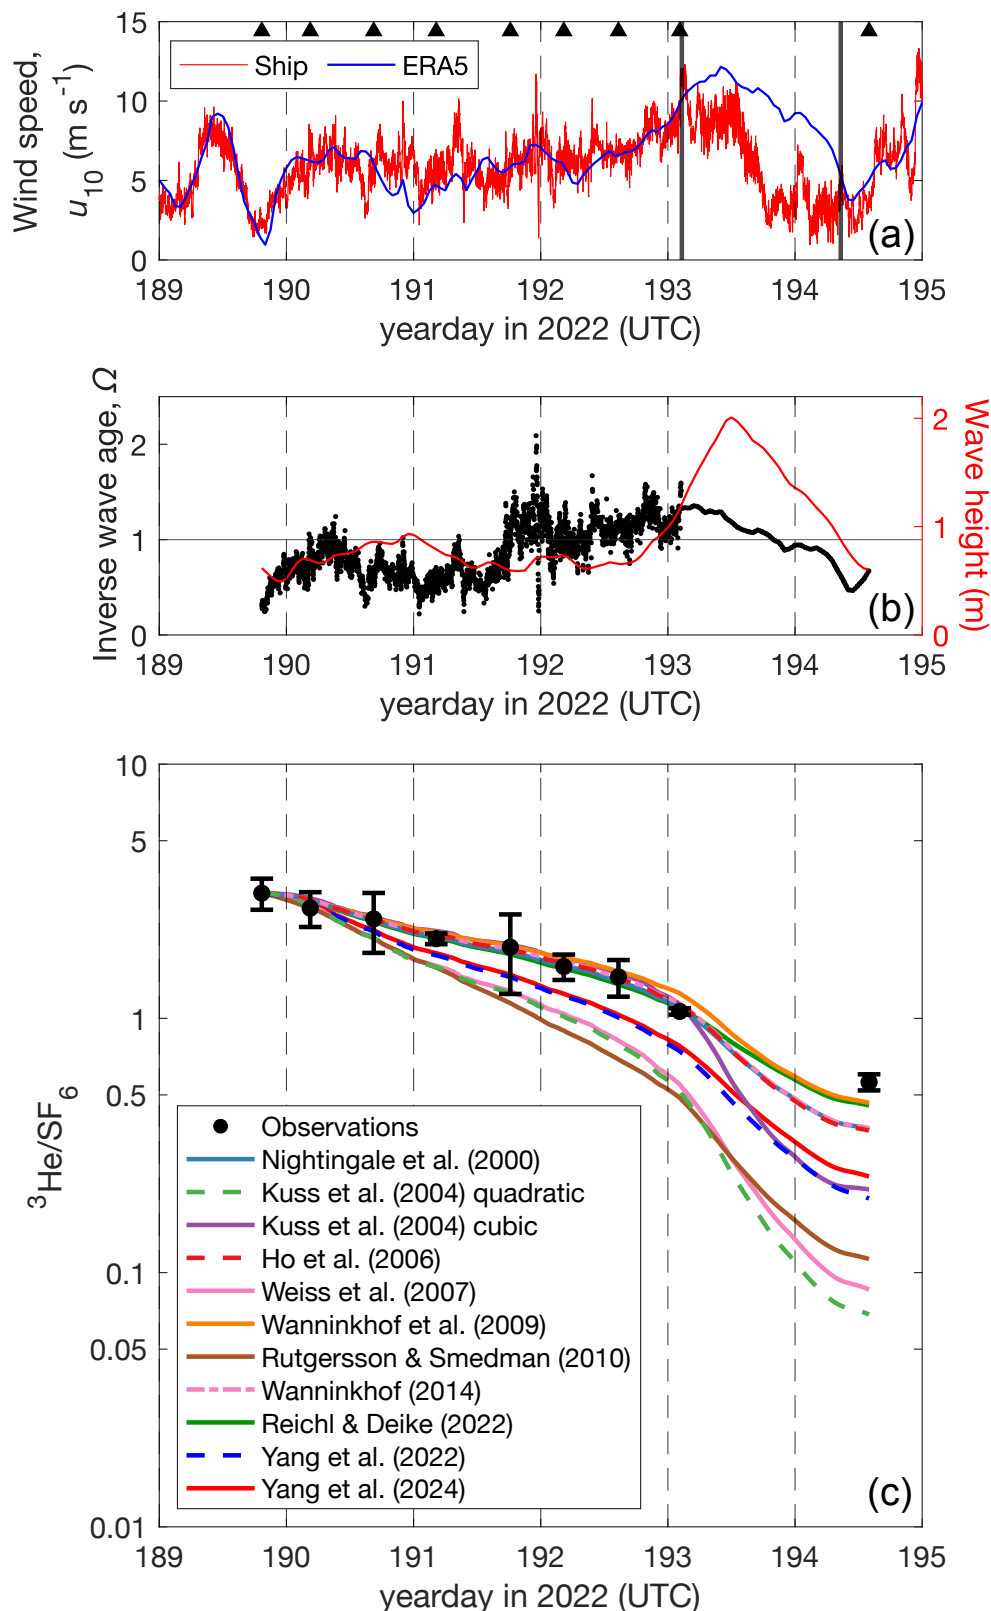 15
10
5
0
Wind speed,
u10 (m s-1)
Ship
ERA5
(a)
189 190 191 192 193 194 195
yearday in 2022 (UTC)
Inverse wave age, Ω
2
1
0
Wave height (m)
2
1
0
(b)
189 190 191 192 193 194 195
yearday in 2022 (UTC)
3He/SF6
10
5
1
0.5
0.1
0.05
0.01
Observations
Nightingale et al. (2000)
Kuss et al. (2004) quadratic
Kuss et al. (2004) cubic
Ho et al. (2006)
Weiss et al. (2007)
Wanninkhof et al. (2009)
Rutgersson & Smedman (2010)
Wanninkhof (2014)
Reichl & Deike (2022)
Yang et al. (2022)
Yang et al. (2024)
(c)
189 190 191 192 193 194 195
yearday in 2022 (UTC)